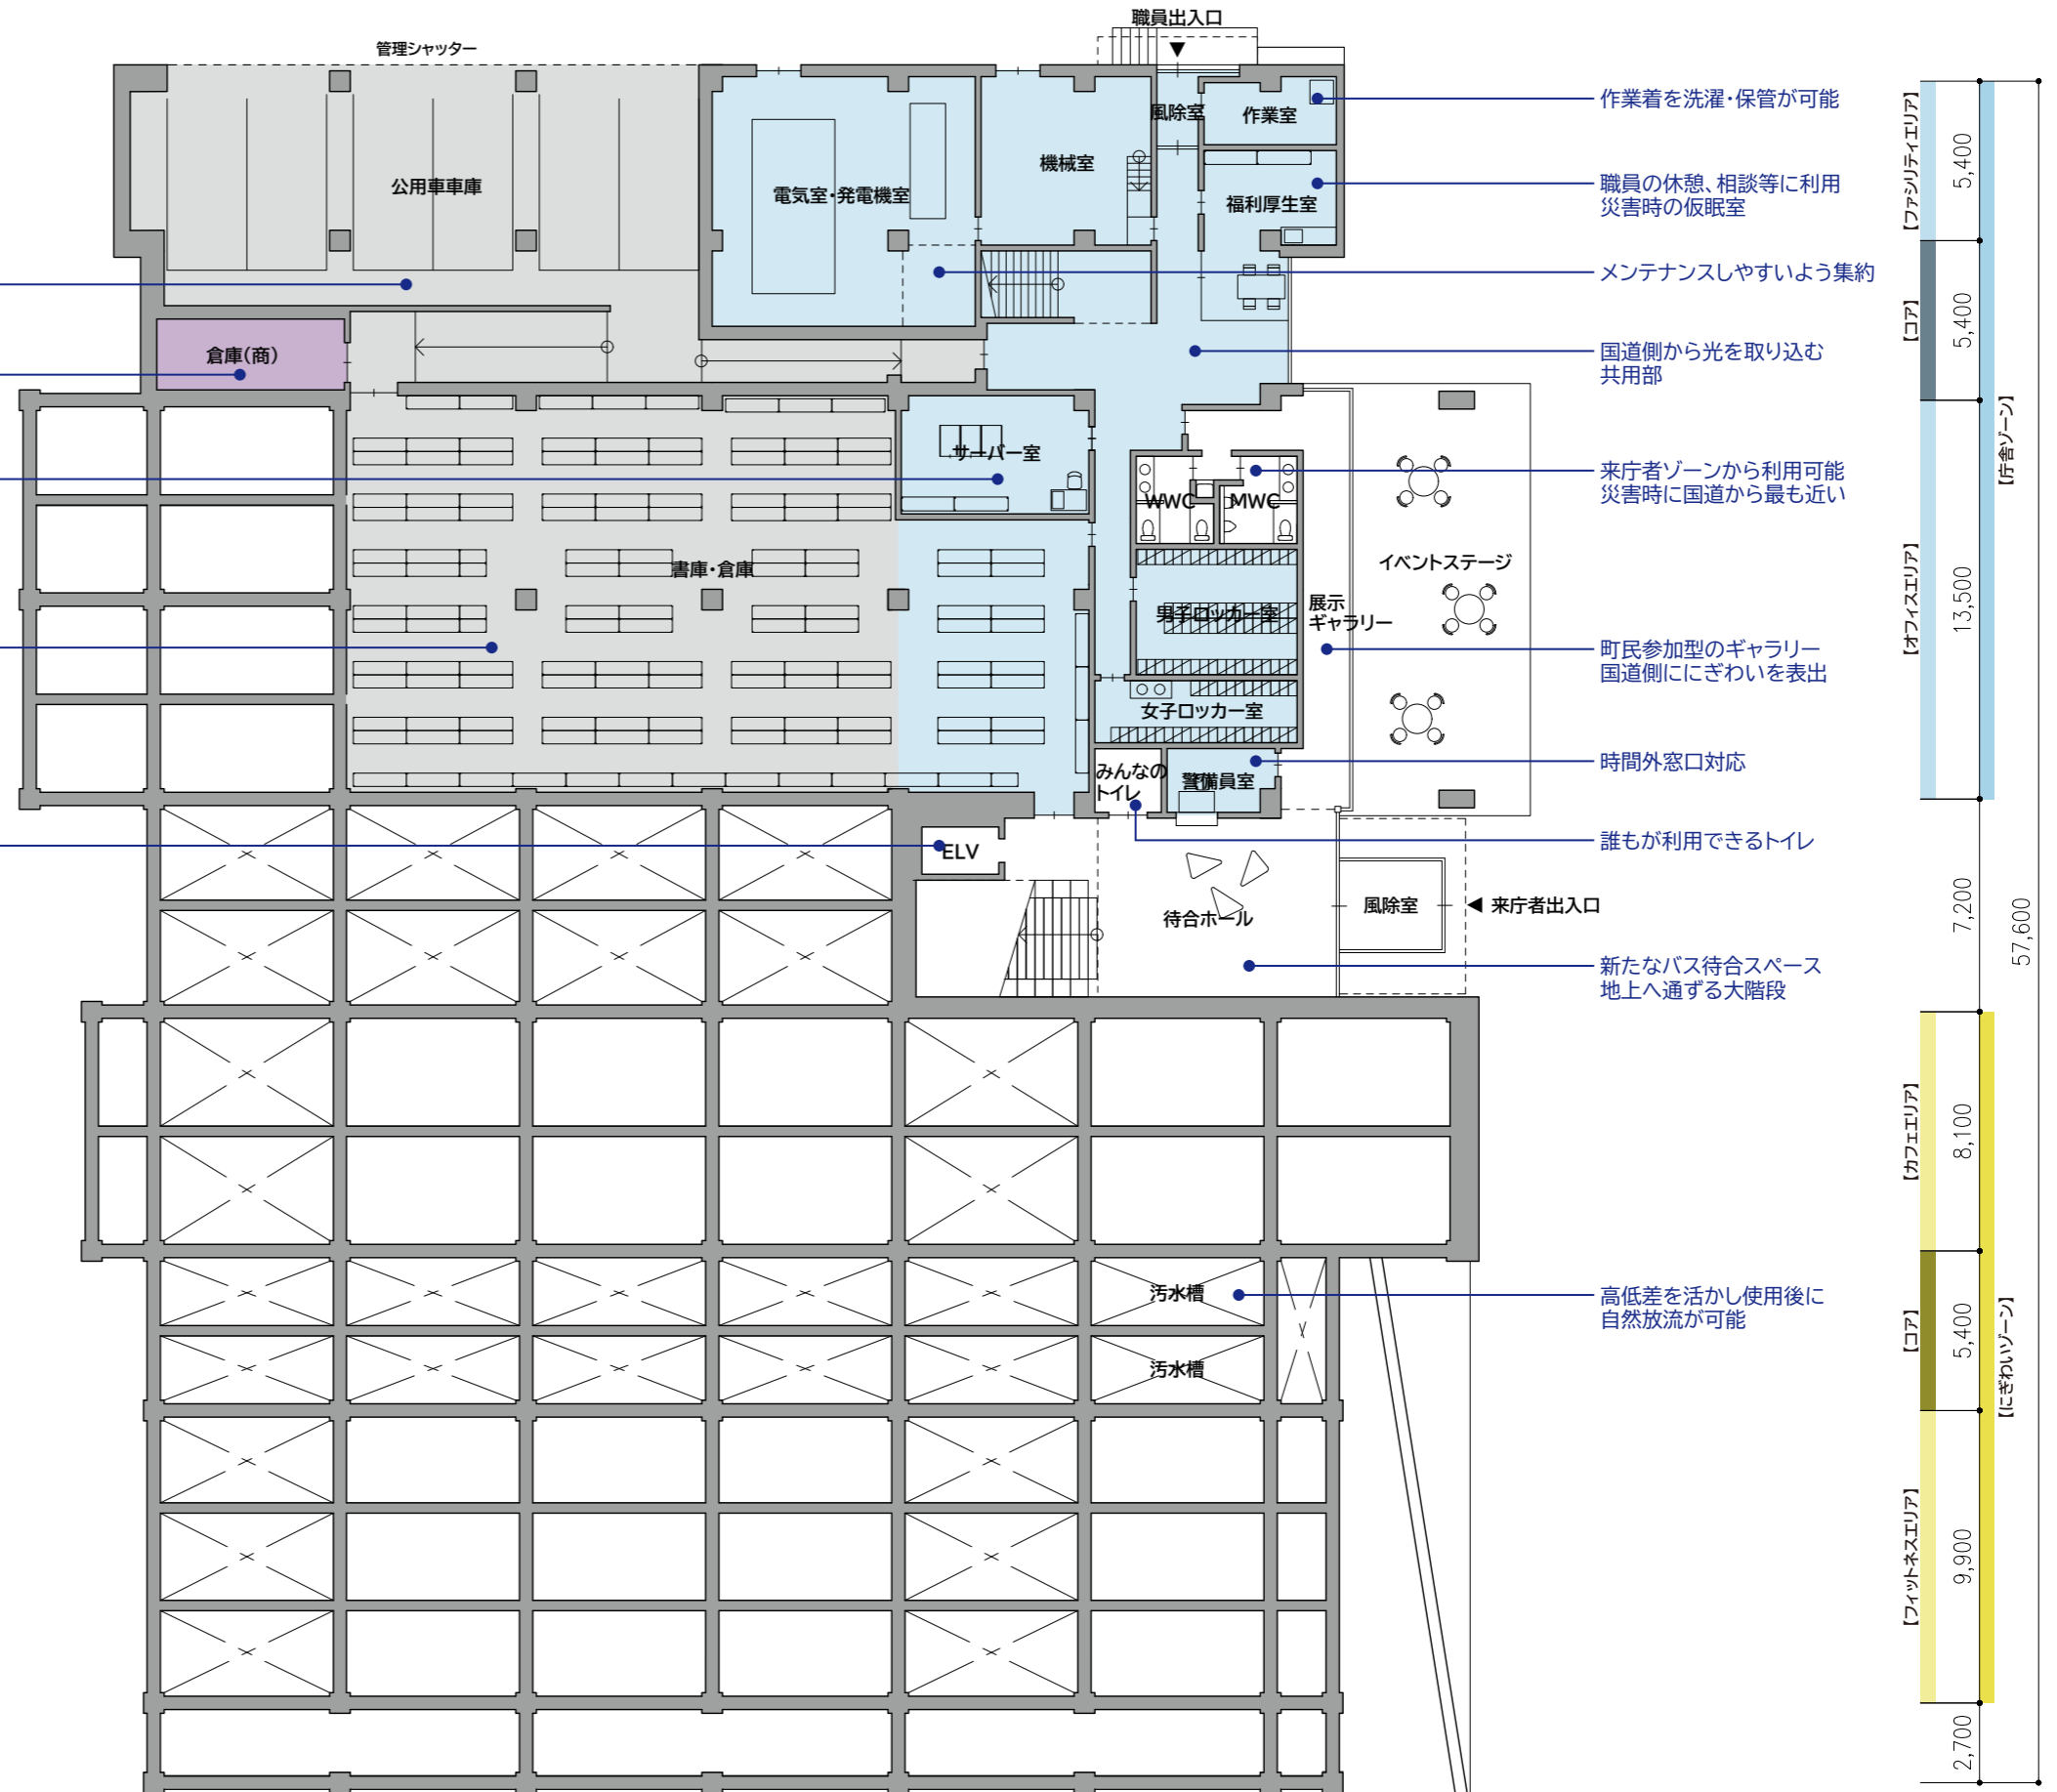 職員出入口
管理シャッター
公用車車庫
電気室・発電機室
機械室
風除室
作業室
福利厚生室
倉庫(商)
サーバー室
書庫・倉庫
WWC
MWC
男子ロッカー室
女子ロッカー室
みんなの
トイレ
警備員室
展示
ギャラリー
イベントステージ
ELV
待合ホール
風除室
来庁者出入口
汚水槽
汚水槽
作業着を洗濯・保管が可能
職員の休憩、相談等に利用
災害時の仮眠室
メンテナンスしやすいよう集約
国道側から光を取り込む
共用部
来庁者ゾーンから利用可能
災害時に国道から最も近い
町民参加型のギャラリー
国道側ににぎわいを表出
時間外窓口対応
誰もが利用できるトイレ
新たなバス待合スペース
地上へ通ずる大階段
高低差を活かし使用後に
自然放流が可能
【ファシリティエリア】
5,400
【コア】
5,400
【オフィスエリア】
13,500
【庁舎ゾーン】
7,200
57,600
【カフェエリア】
8,100
【コア】
5,400
【にぎわいゾーン】
【フィットネスエリア】
9,900
2,700